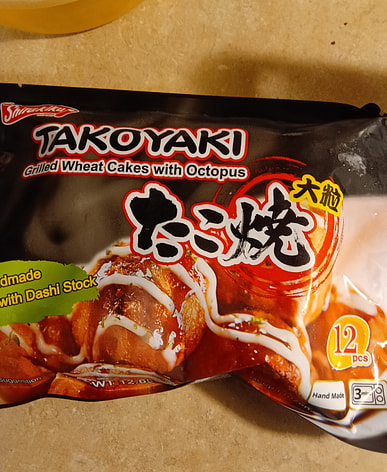 Shirakiku
TAKOYAKI
Grilled Wheat Cakes with Octopus
大粒
たこ焼
dmade
with Dashi Stock
12
pcs
Hand Made
3